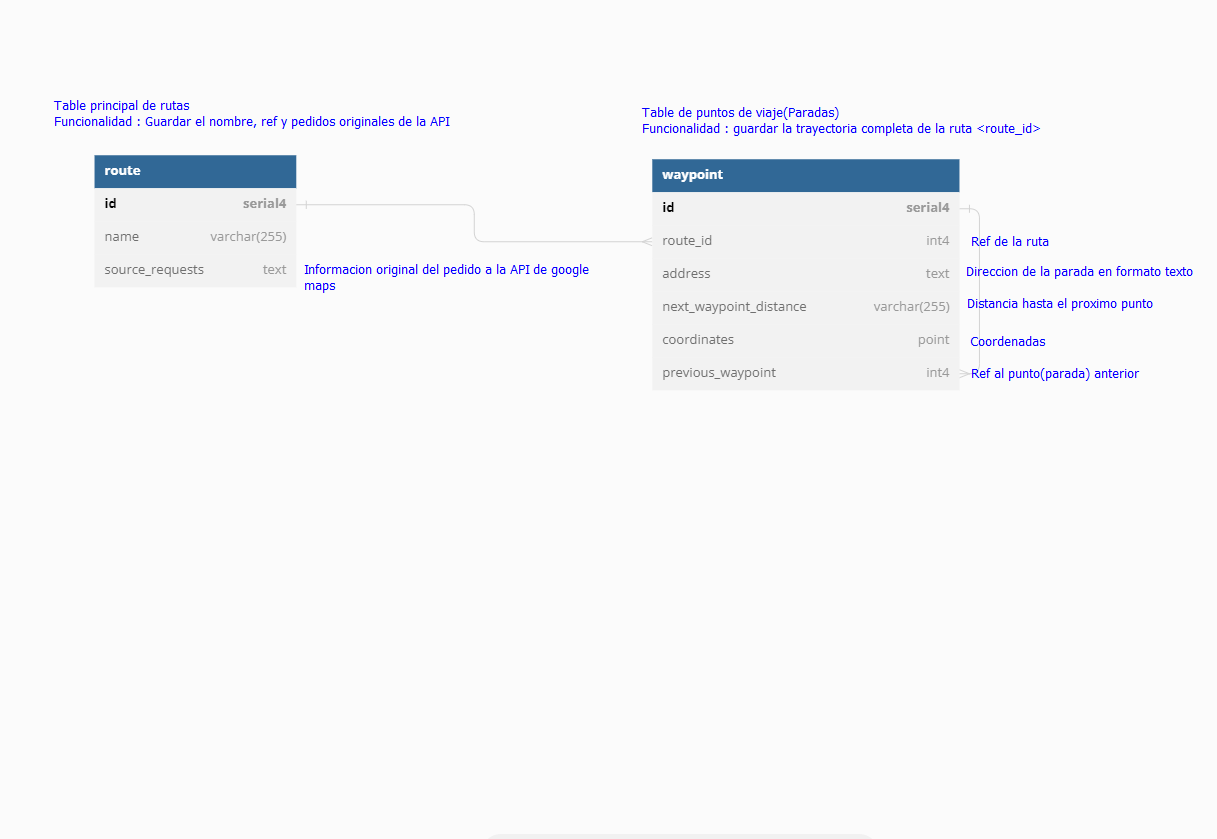 Table principal de rutas
Funcionalidad : Guardar el nombre, ref y pedidos originales de la API
route
id serial4
name varchar(255)
source_requests text
Informacion original del pedido a la API de google
maps
Table de puntos de viaje(Paradas)
Funcionalidad : guardar la trayectoria completa de la ruta <route_id>
waypoint
id serial4
route_id int4 Ref de la ruta
address text Direccion de la parada en formato texto
next_waypoint_distance varchar(255) Distancia hasta el proximo punto
coordinates point Coordenadas
previous_waypoint int4 Ref al punto(parada) anterior